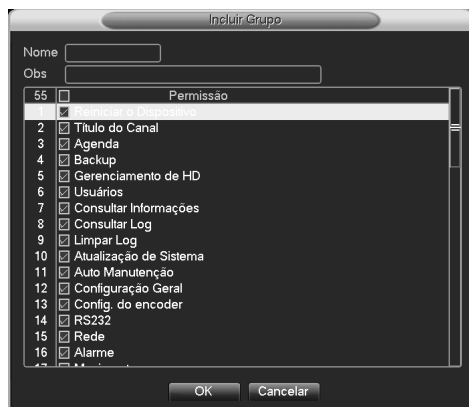 Incluir Grupo
Nome
Obs
55 Permissão
1 Reiniciar o Dispositivo
2 Título do Canal
3 Agenda
4 Backup
5 Gerenciamento de HD
6 Usuários
7 Consultar Informações
8 Consultar Log
9 Limpar Log
10 Atualização de Sistema
11 Auto Manutenção
12 Configuração Geral
13 Config. do encoder
14 RS232
15 Rede
16 Alarme
OK Cancelar